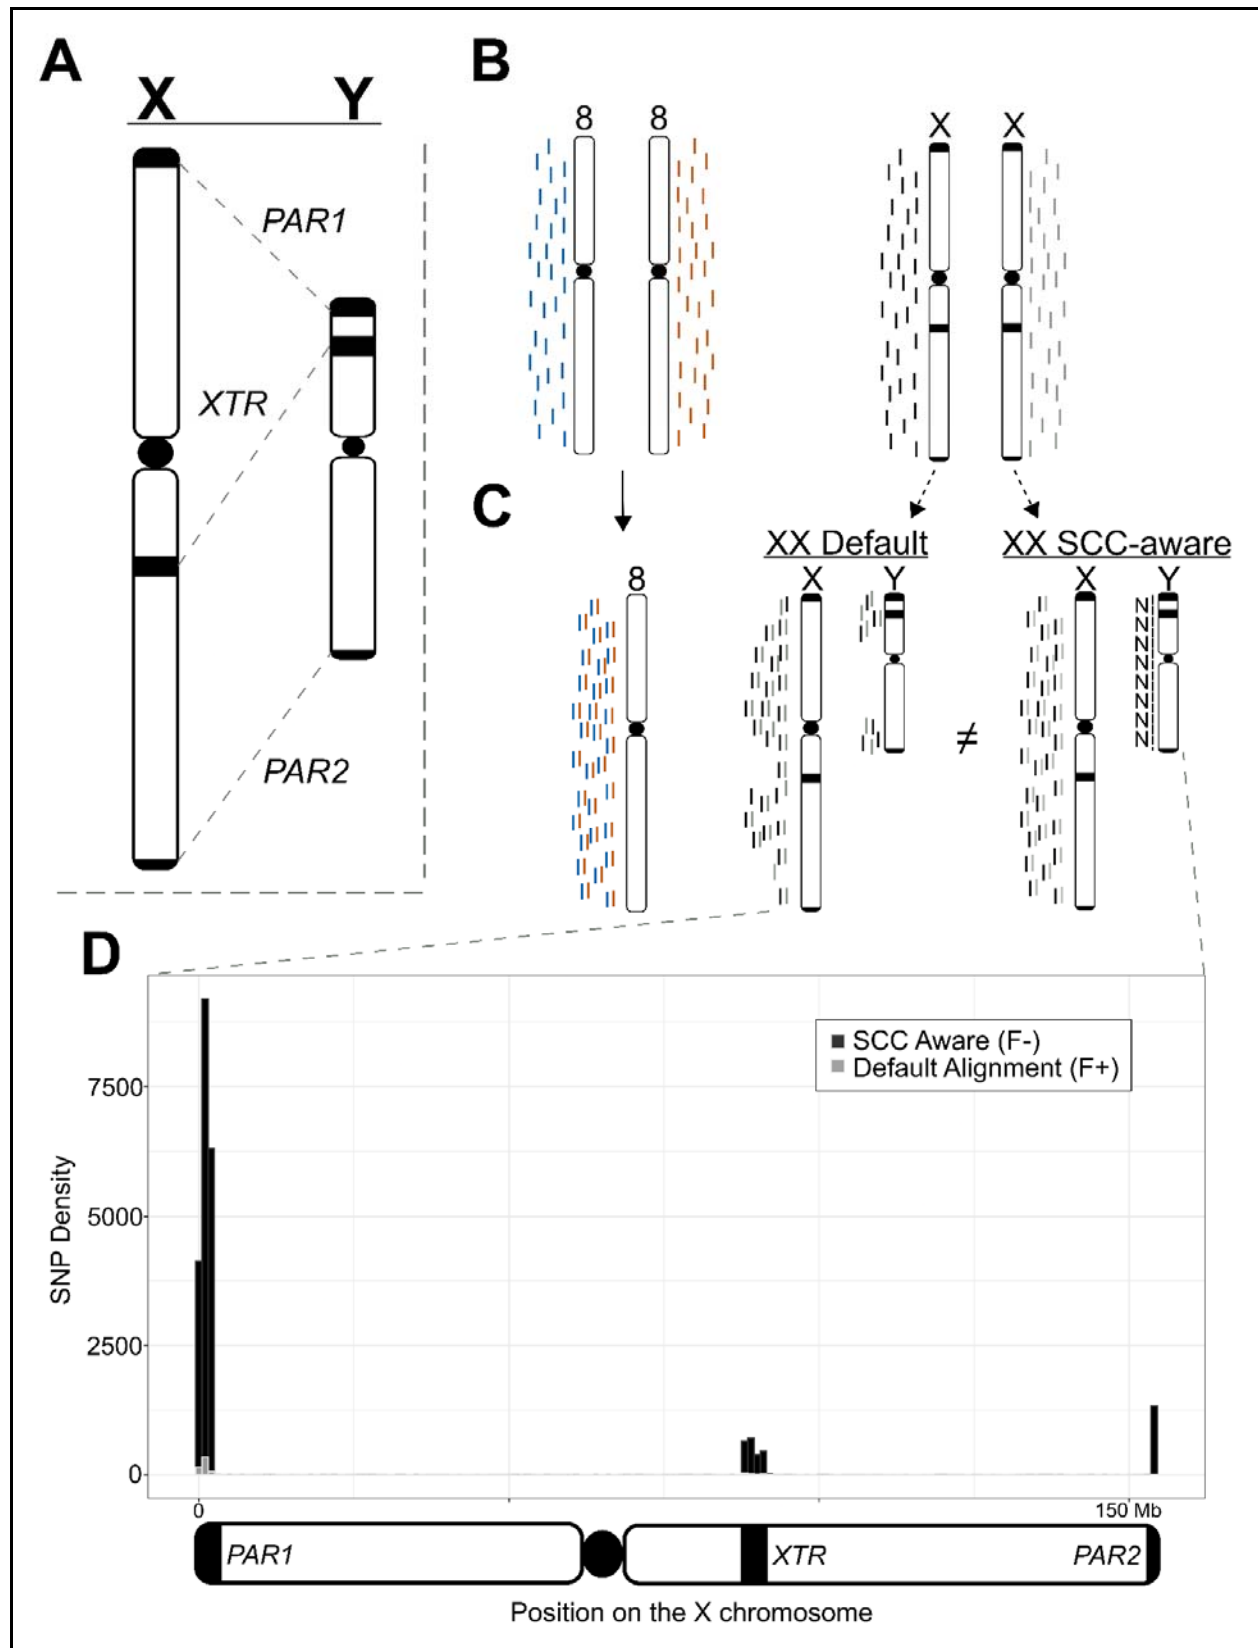 A
X Y
PAR1
XTR
PAR2
B
8 8
X X
C
8
XX Default
X Y
≠
XX SCC-aware
X Y
N
N
N
N
N
N
N
N
D
SCC Aware (F-)
Default Alignment (F+)
7500
5000
2500
0
SNP Density
0 150 Mb
PAR1 XTR PAR2
Position on the X chromosome